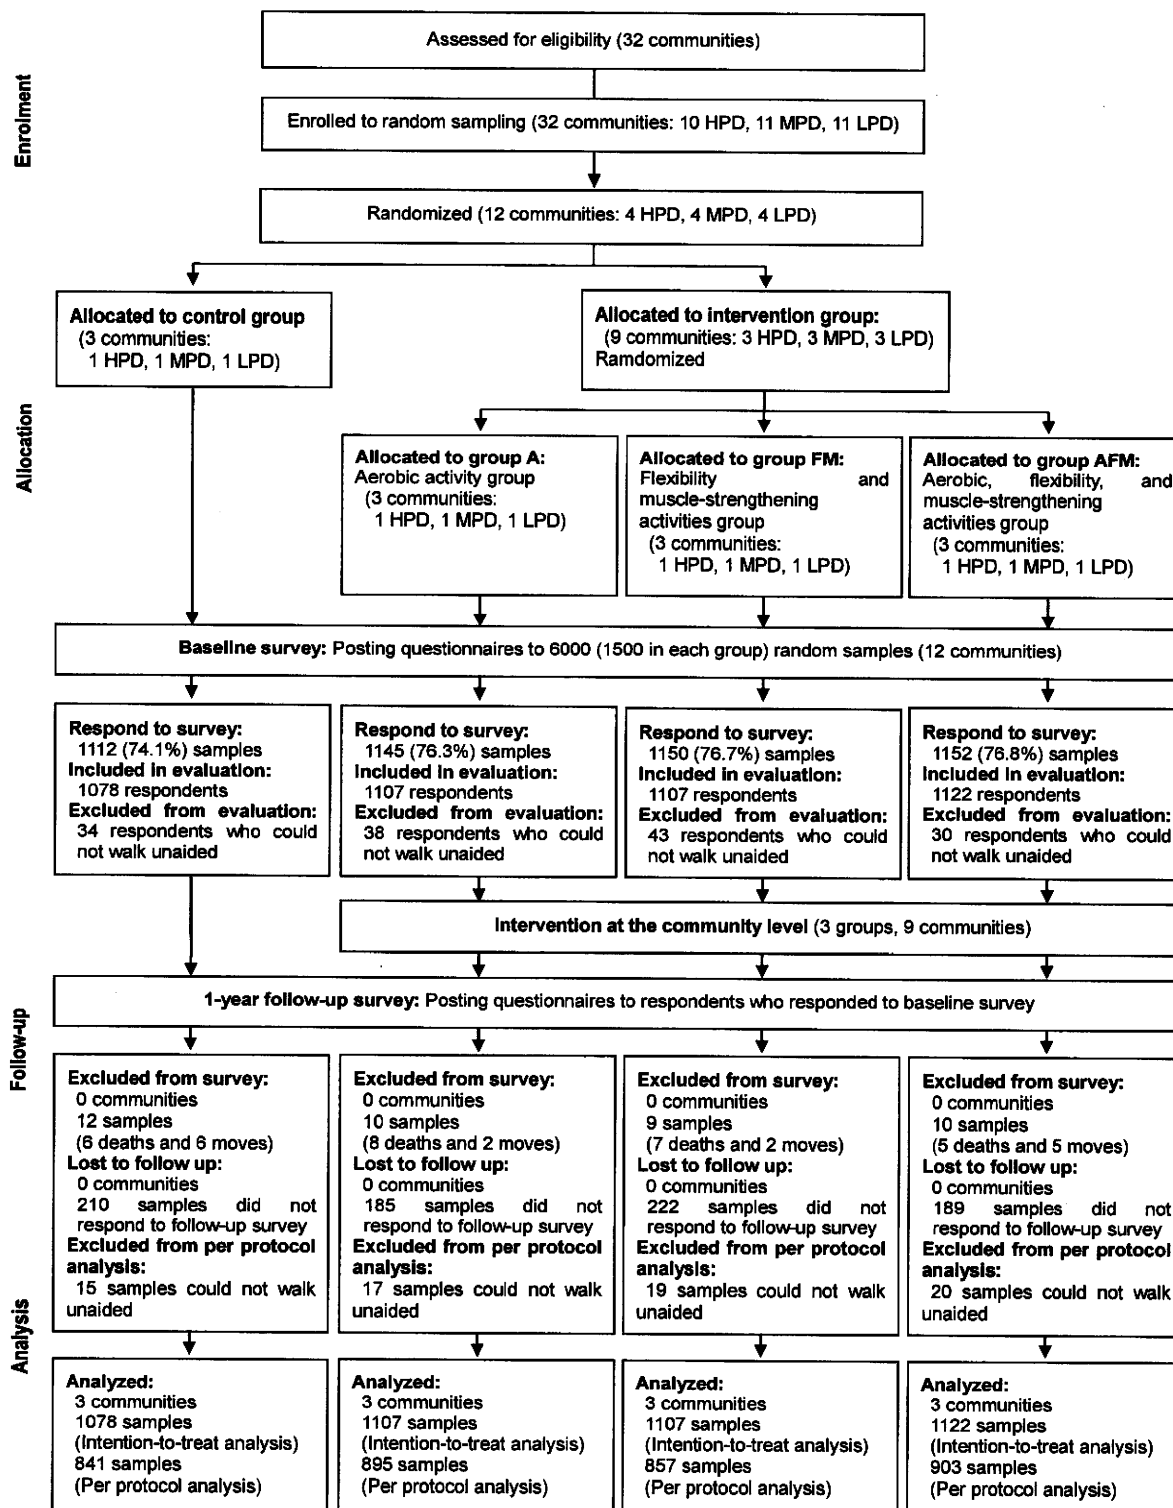 Enrolment
Assessed for eligibility (32 communities)
Enrolled to random sampling (32 communities: 10 HPD, 11 MPD, 11 LPD)
Randomized (12 communities: 4 HPD, 4 MPD, 4 LPD)
Allocation
Allocated to control group
(3 communities:
1 HPD, 1 MPD, 1 LPD)
Allocated to intervention group:
(9 communities: 3 HPD, 3 MPD, 3 LPD)
Ramdomized
Allocated to group A:
Aerobic activity group
(3 communities:
1 HPD, 1 MPD, 1 LPD)
Allocated to group FM:
Flexibility and
muscle-strengthening
activities group
(3 communities:
1 HPD, 1 MPD, 1 LPD)
Allocated to group AFM:
Aerobic, flexibility, and
muscle-strengthening
activities group
(3 communities:
1 HPD, 1 MPD, 1 LPD)
Baseline survey: Posting questionnaires to 6000 (1500 in each group) random samples (12 communities)
Respond to survey:
1112 (74.1%) samples
Included in evaluation:
1078 respondents
Excluded from evaluation:
34 respondents who could
not walk unaided
Respond to survey:
1145 (76.3%) samples
Included in evaluation:
1107 respondents
Excluded from evaluation:
38 respondents who could
not walk unaided
Respond to survey:
1150 (76.7%) samples
Included in evaluation:
1107 respondents
Excluded from evaluation:
43 respondents who could
not walk unaided
Respond to survey:
1152 (76.8%) samples
Included in evaluation:
1122 respondents
Excluded from evaluation:
30 respondents who could
not walk unaided
Intervention at the community level (3 groups, 9 communities)
Follow-up
1-year follow-up survey: Posting questionnaires to respondents who responded to baseline survey
Excluded from survey:
0 communities
12 samples
(6 deaths and 6 moves)
Lost to follow up:
0 communities
210 samples did not
respond to follow-up survey
Excluded from per protocol
analysis:
15 samples could not walk
unaided
Excluded from survey:
0 communities
10 samples
(8 deaths and 2 moves)
Lost to follow up:
0 communities
185 samples did not
respond to follow-up survey
Excluded from per protocol
analysis:
17 samples could not walk
unaided
Excluded from survey:
0 communities
9 samples
(7 deaths and 2 moves)
Lost to follow up:
0 communities
222 samples did not
respond to follow-up survey
Excluded from per protocol
analysis:
19 samples could not walk
unaided
Excluded from survey:
0 communities
10 samples
(5 deaths and 5 moves)
Lost to follow up:
0 communities
189 samples did not
respond to follow-up survey
Excluded from per protocol
analysis:
20 samples could not walk
unaided
Analysis
Analyzed:
3 communities
1078 samples
(Intention-to-treat analysis)
841 samples
(Per protocol analysis)
Analyzed:
3 communities
1107 samples
(Intention-to-treat analysis)
895 samples
(Per protocol analysis)
Analyzed:
3 communities
1107 samples
(Intention-to-treat analysis)
857 samples
(Per protocol analysis)
Analyzed:
3 communities
1122 samples
(Intention-to-treat analysis)
903 samples
(Per protocol analysis)